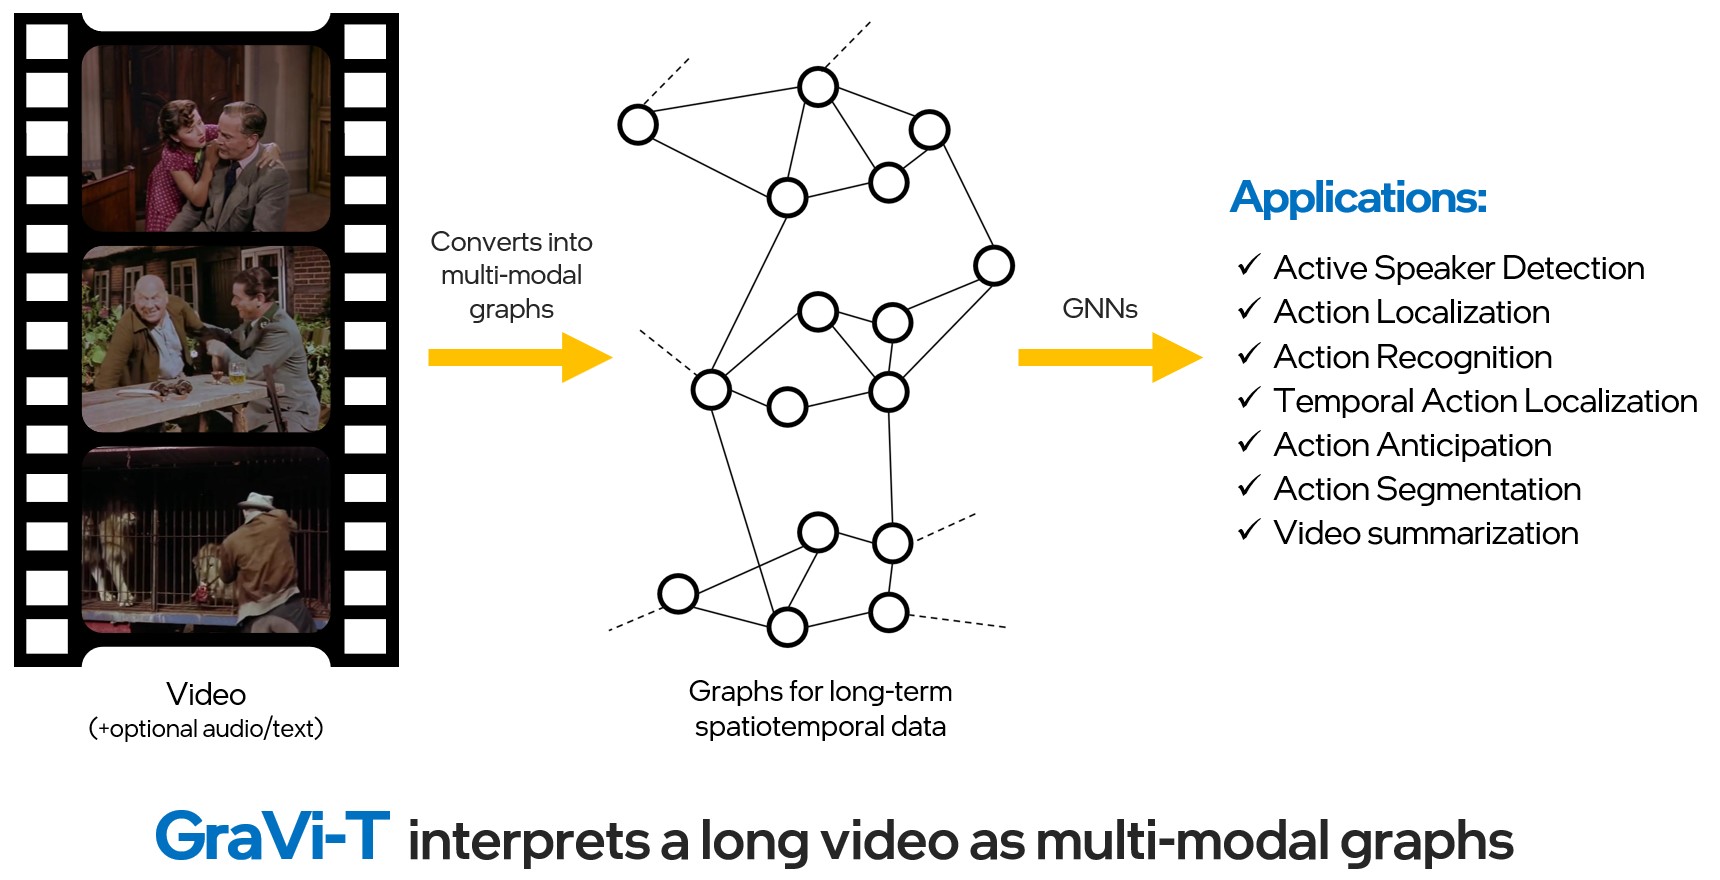 Converts into
multi-modal
graphs
GNNs
Applications:
✓ Active Speaker Detection
✓ Action Localization
✓ Action Recognition
✓ Temporal Action Localization
✓ Action Anticipation
✓ Action Segmentation
✓ Video summarization
Video
(+optional audio/text)
Graphs for long-term
spatiotemporal data
GraVi-T interprets a long video as multi-modal graphs